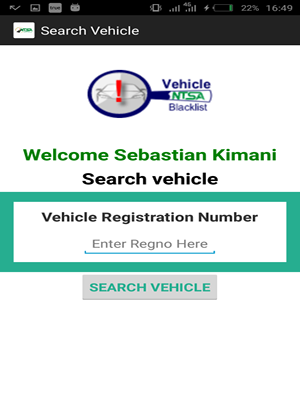 22% 16:49
Search Vehicle
Vehicle
NTSA
Blacklist
Welcome Sebastian Kimani
Search vehicle
Vehicle Registration Number
Enter Regno Here
SEARCH VEHICLE